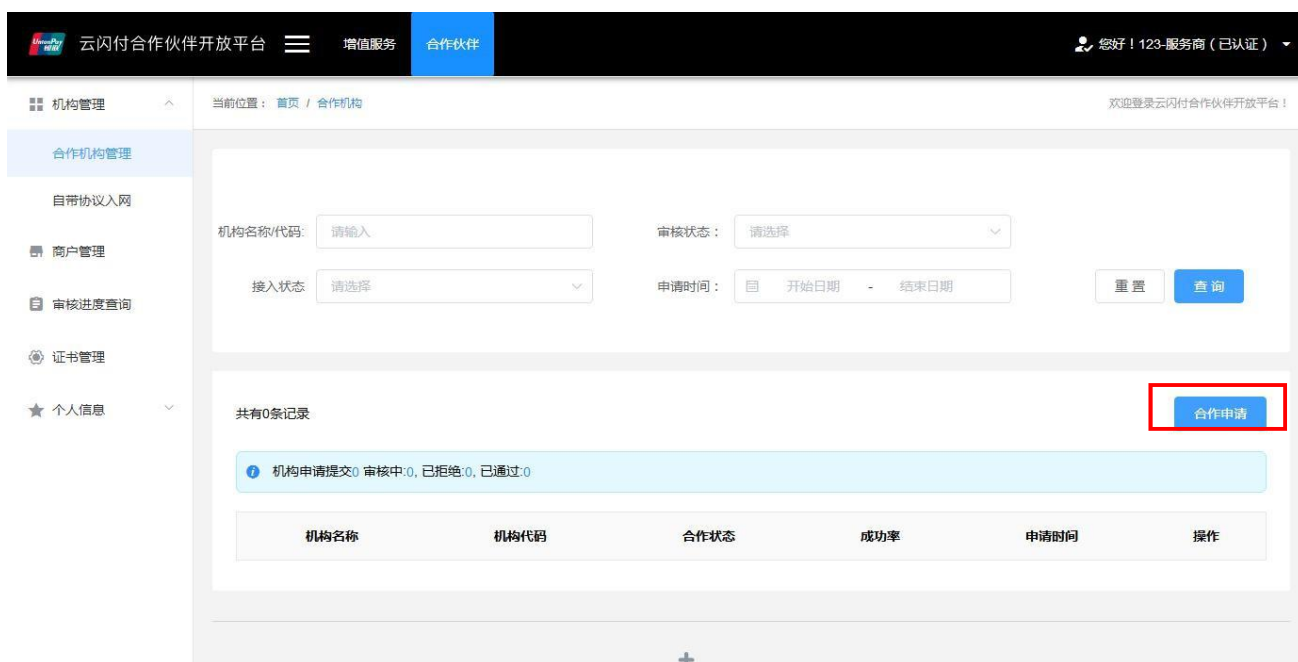 UnionPay 银联 云闪付合作伙伴开放平台 增值服务 合作伙伴 您好！123-服务商（已认证）
机构管理
合作机构管理
自带协议入网
商户管理
审核进度查询
证书管理
个人信息
当前位置： 首页 / 合作机构 欢迎登录云闪付合作伙伴开放平台！
机构名称/代码: 请输入 审核状态： 请选择
接入状态 请选择 申请时间： 开始日期 - 结束日期 重置 查询
共有0条记录 合作申请
机构申请提交0 审核中:0, 已拒绝:0, 已通过:0
机构名称 机构代码 合作状态 成功率 申请时间 操作